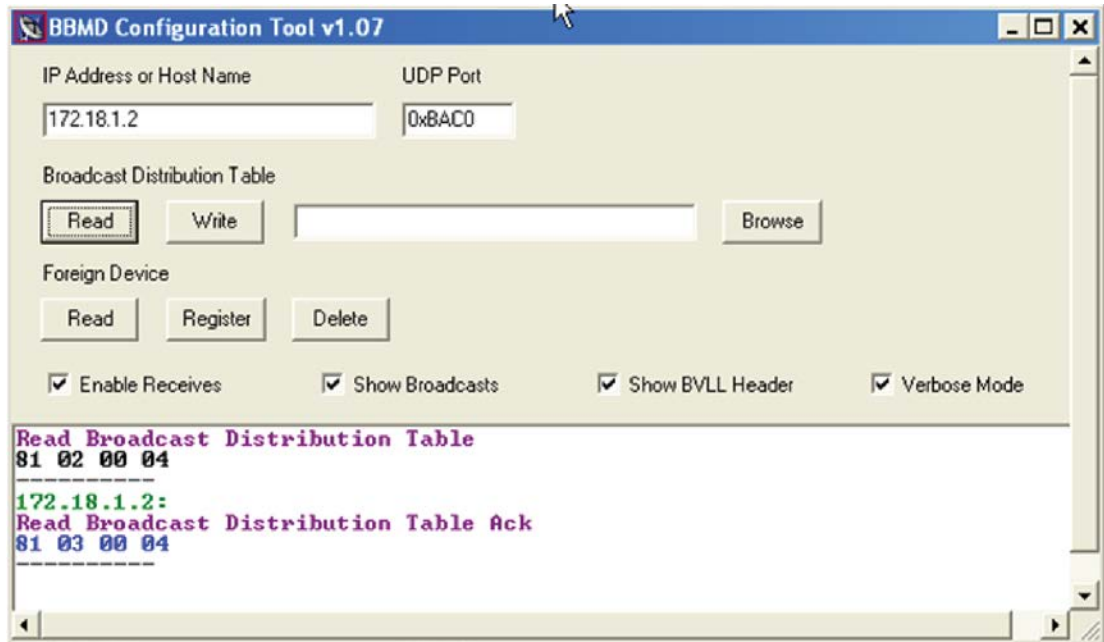 BBMD Configuration Tool v1.07
IP Address or Host Name UDP Port
172.18.1.2 0xBAC0
Broadcast Distribution Table
Read Write Browse
Foreign Device
Read Register Delete
Enable Receives Show Broadcasts Show BVLL Header Verbose Mode
Read Broadcast Distribution Table
81 02 00 04
----------
172.18.1.2:
Read Broadcast Distribution Table Ack
81 03 00 04
----------